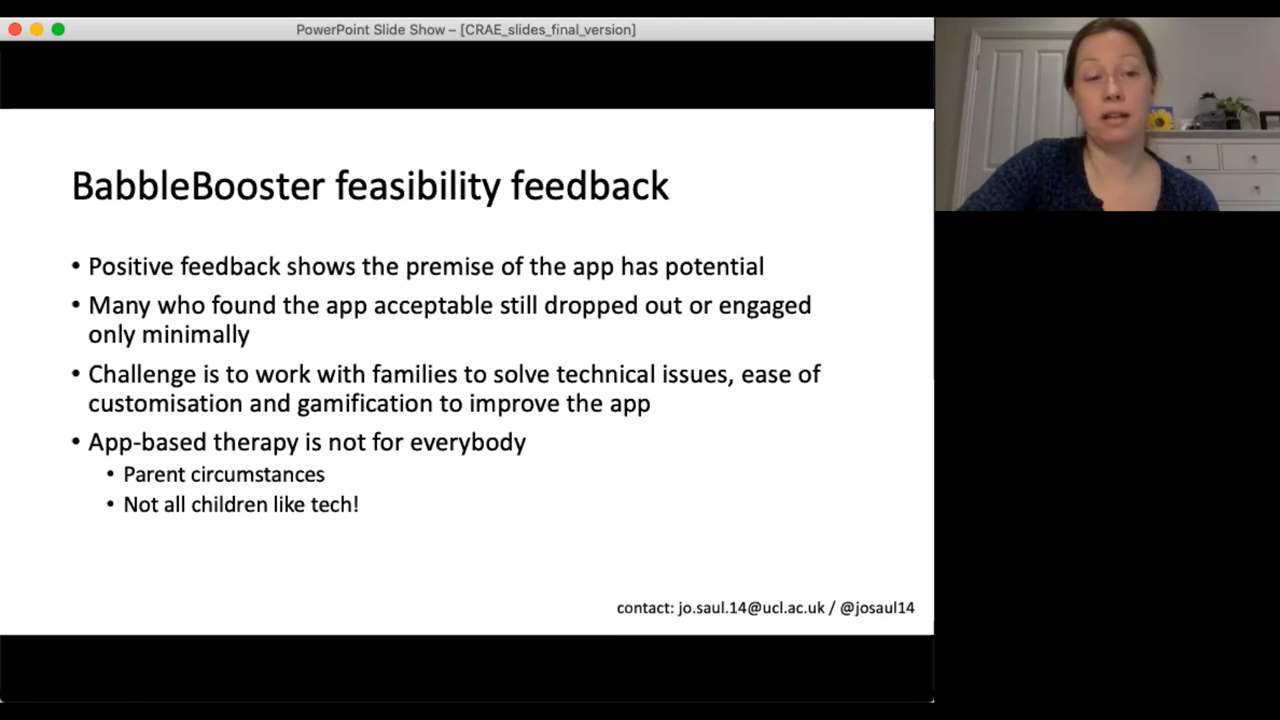 PowerPoint Slide Show – [CRAE_slides_final_version]
BabbleBooster feasibility feedback
• Positive feedback shows the premise of the app has potential
• Many who found the app acceptable still dropped out or engaged
only minimally
• Challenge is to work with families to solve technical issues, ease of
customisation and gamification to improve the app
• App-based therapy is not for everybody
• Parent circumstances
• Not all children like tech!
contact: jo.saul.14@ucl.ac.uk / @josaul14